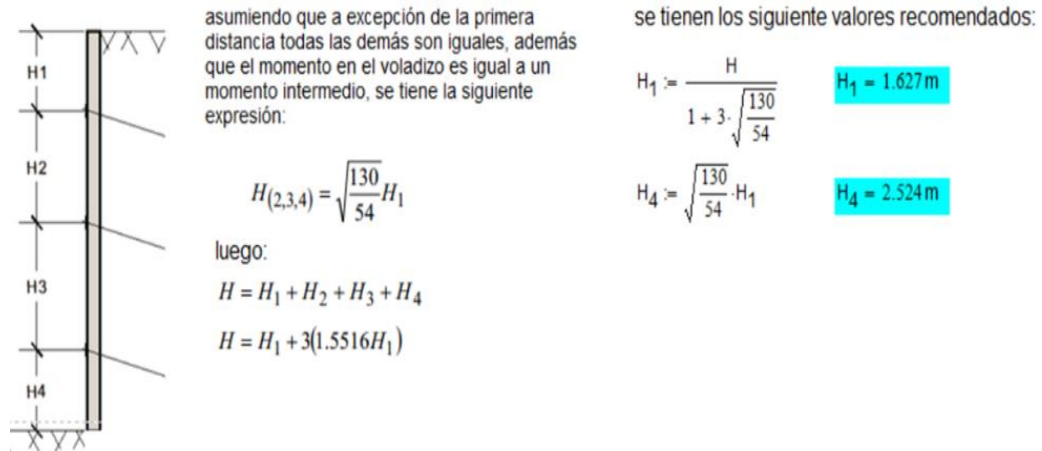 H1
H2
H3
H4
asumiendo que a excepción de la primera
distancia todas las demás son iguales, además
que el momento en el voladizo es igual a un
momento intermedio, se tiene la siguiente
expresión:
H(2,3,4) = √(130/54) H1
luego:
H = H1 + H2 + H3 + H4
H = H1 + 3(1.5516H1)
se tienen los siguiente valores recomendados:
H1 := H / (1 + 3·√(130/54))
H1 = 1.627 m
H4 := √(130/54) ·H1
H4 = 2.524 m